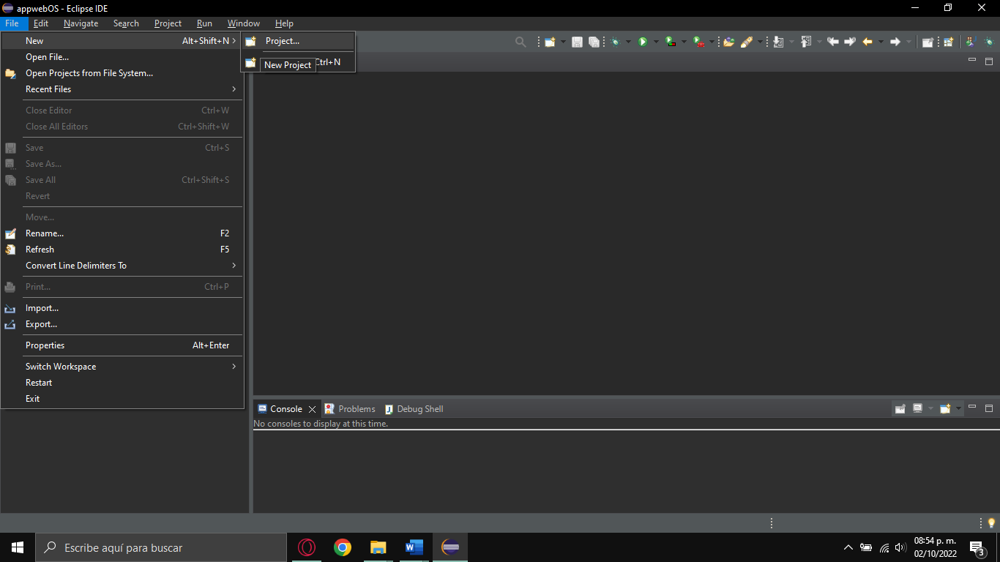 appwebOS - Eclipse IDE
File Edit Navigate Search Project Run Window Help
New Alt+Shift+N
Project...
Open File...
Ctrl+N
New Project
Open Projects from File System...
Recent Files
Close Editor Ctrl+W
Close All Editors Ctrl+Shift+W
Save Ctrl+S
Save As...
Save All Ctrl+Shift+S
Revert
Move...
Rename... F2
Refresh F5
Convert Line Delimiters To
Print... Ctrl+P
Import...
Export...
Properties Alt+Enter
Switch Workspace
Restart
Exit
Console Problems Debug Shell
No consoles to display at this time.
Escribe aquí para buscar
08:54 p. m.
02/10/2022
3